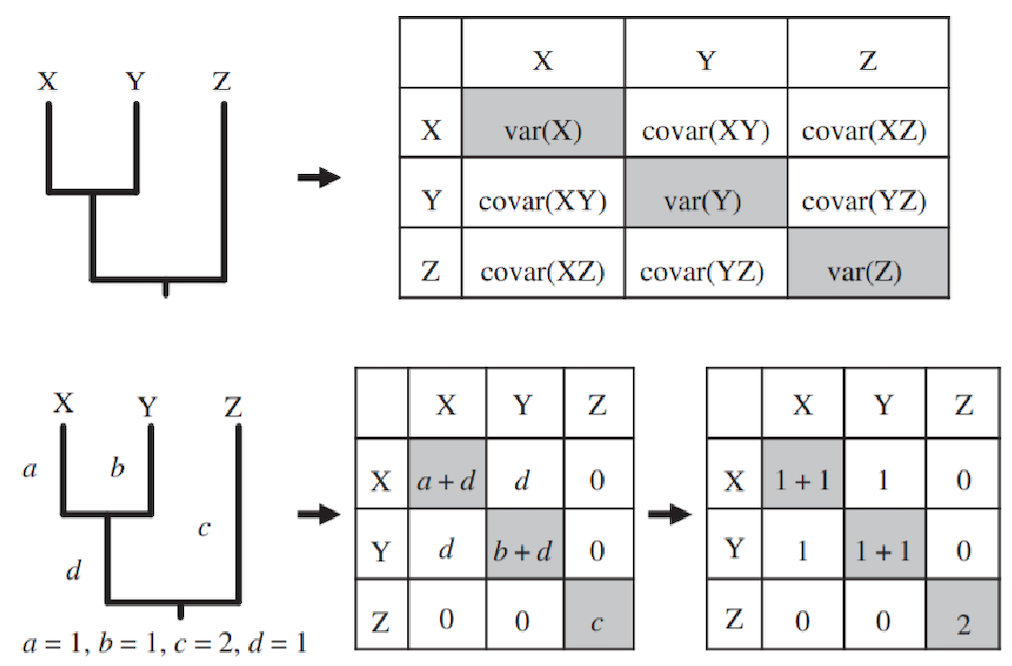 X Y Z
X Y Z
X var(X) covar(XY) covar(XZ)
Y covar(XY) var(Y) covar(YZ)
Z covar(XZ) covar(YZ) var(Z)
X Y Z
a b
c
d
a = 1, b = 1, c = 2, d = 1
X Y Z
X a + d d 0
Y d b + d 0
Z 0 0 c
X Y Z
X 1 + 1 1 0
Y 1 1 + 1 0
Z 0 0 2